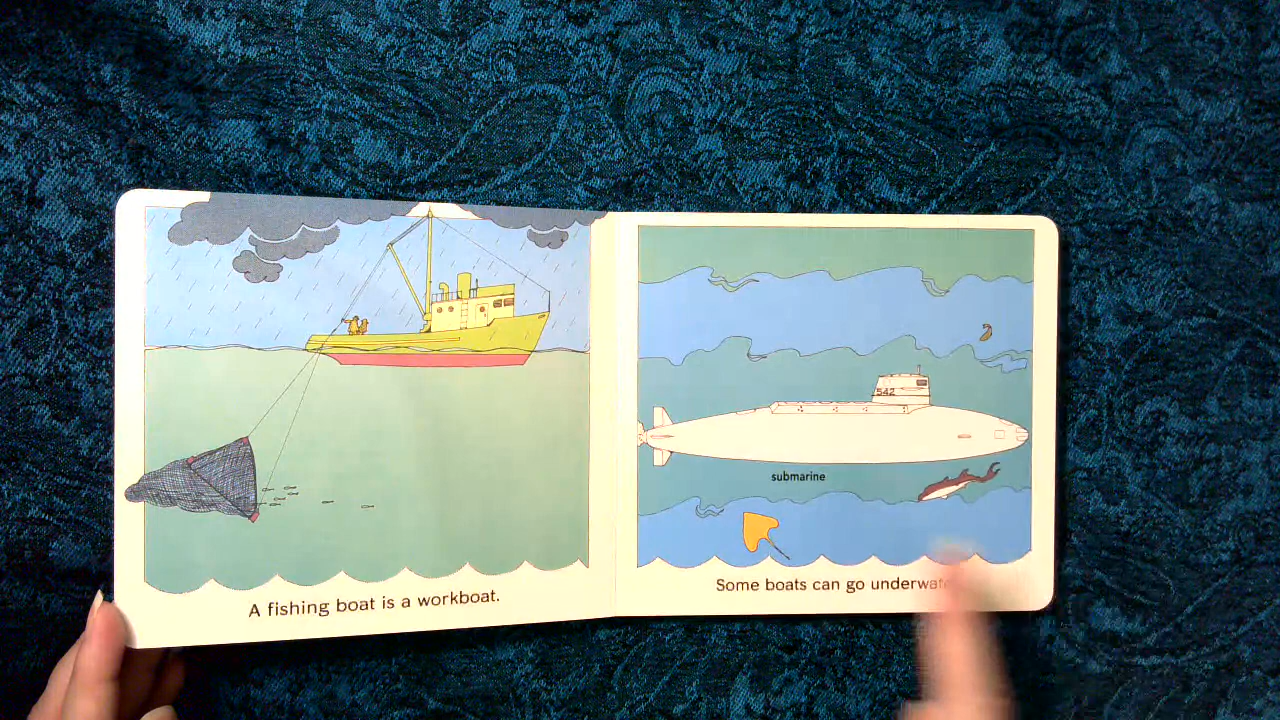 A fishing boat is a workboat.
542
submarine
Some boats can go underwater